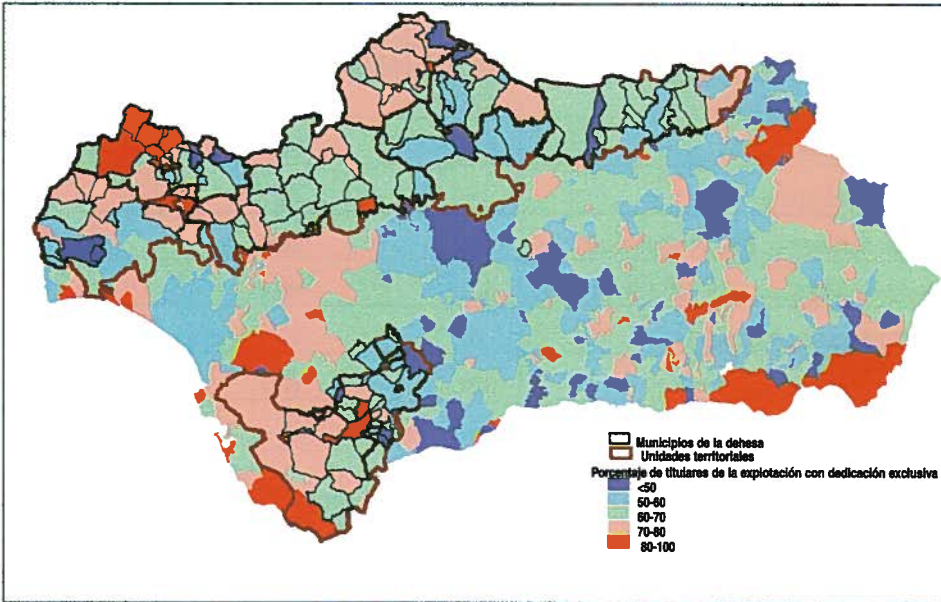 Municipios de la dehesa
Unidades territoriales
Porcentaje de titulares de la explotación con dedicación exclusiva
<50
50-60
60-70
70-80
80-100